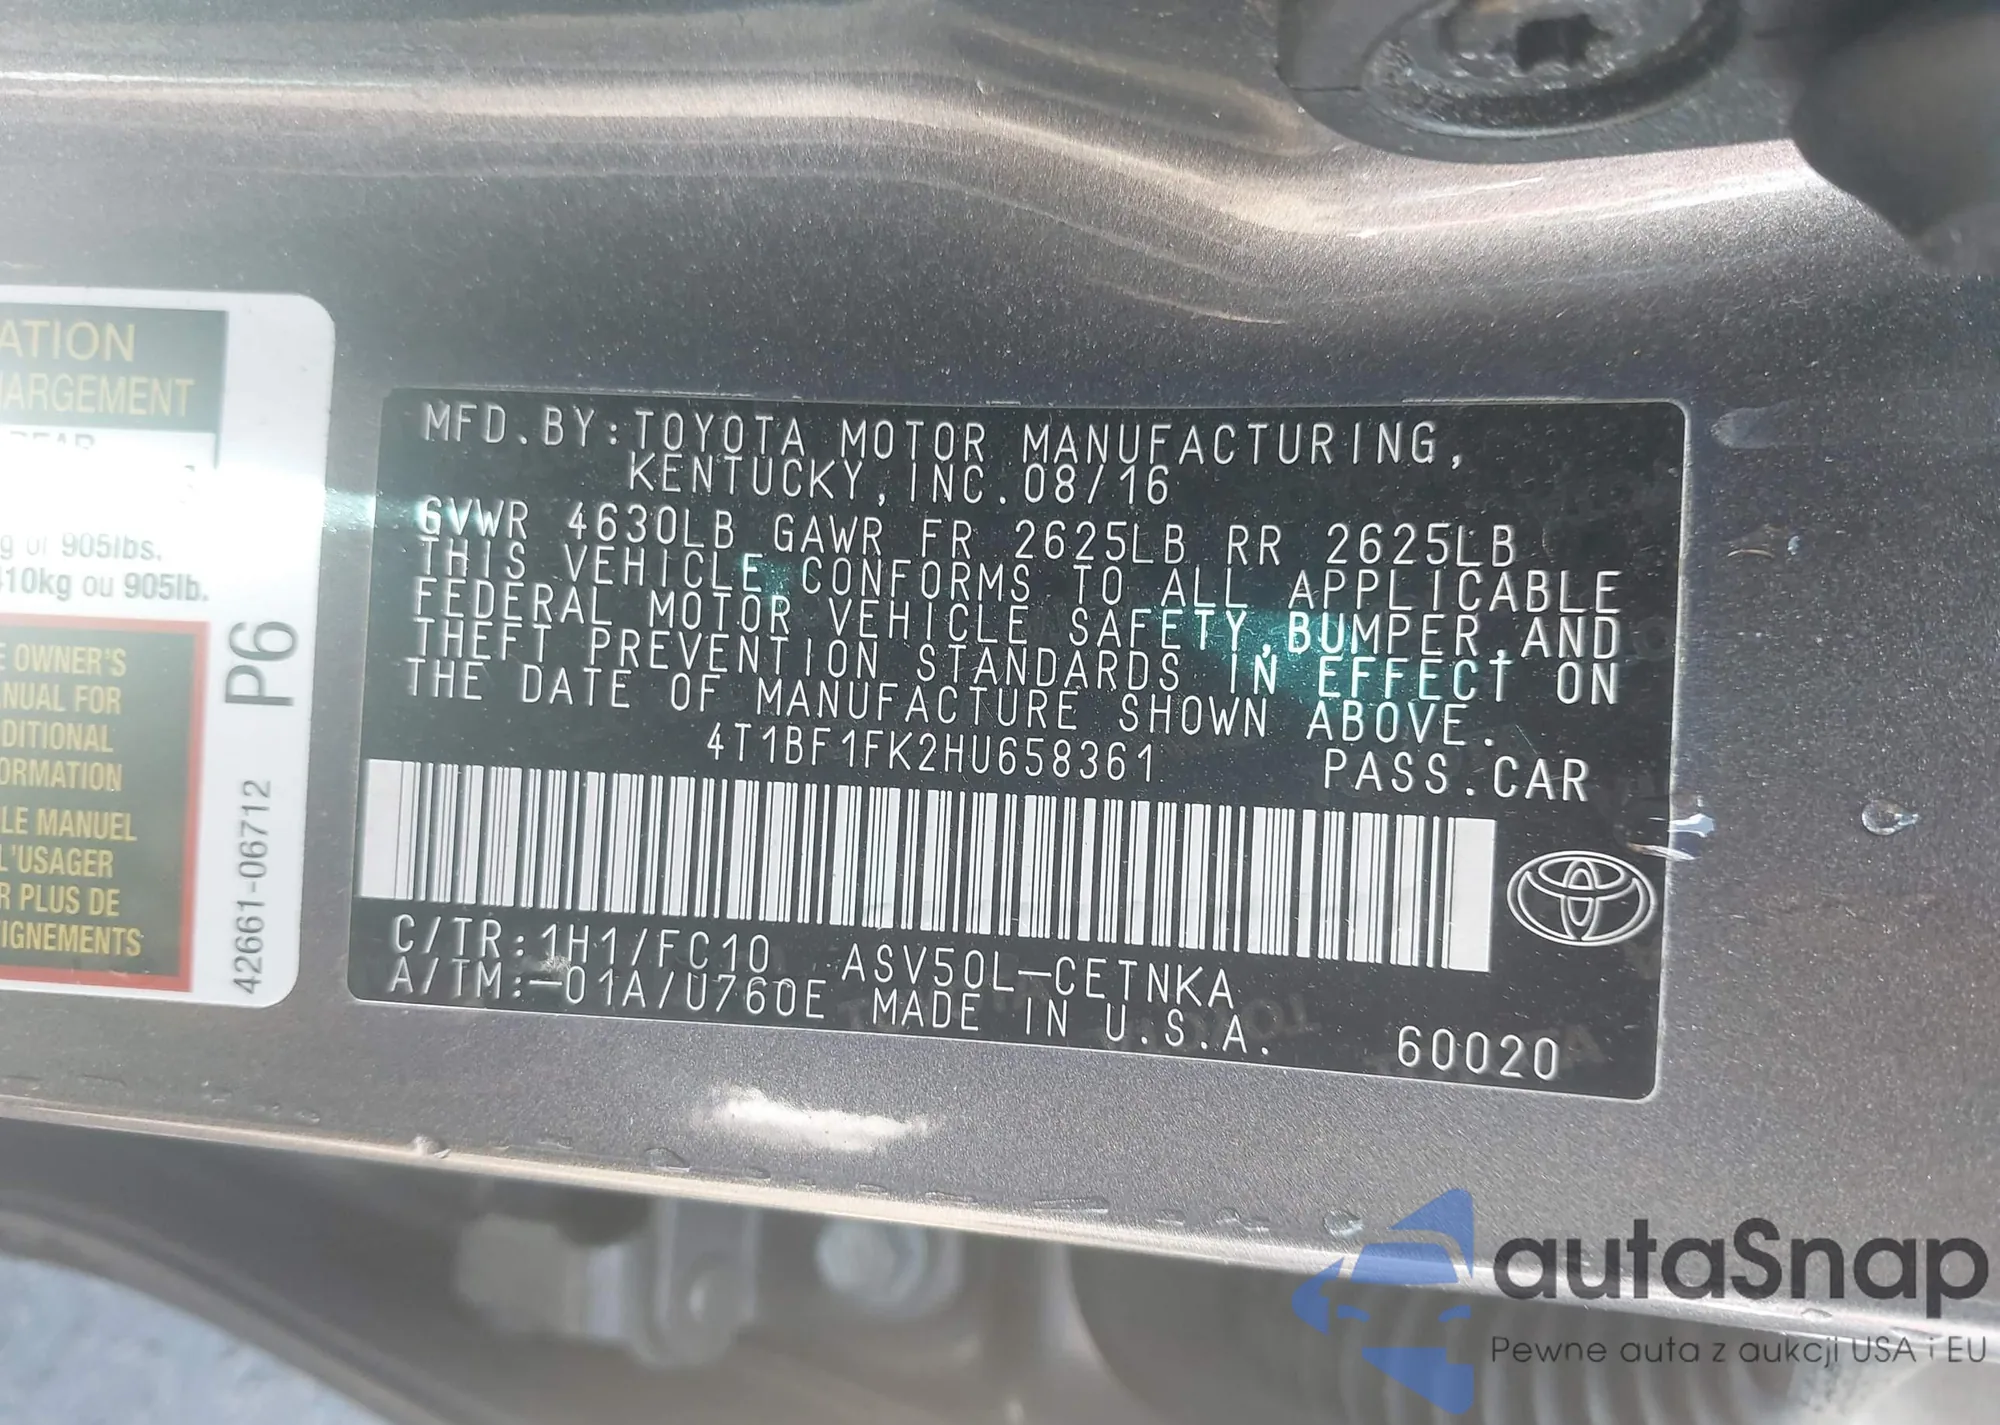 ATION
HARGEMENT
REAR
g or 905lbs.
410kg ou 905lb.
E OWNER'S
NUAL FOR
DITIONAL
ORMATION
LE MANUEL
L'USAGER
R PLUS DE
IGNEMENTS
P6
42661-06712
MFD.BY:TOYOTA MOTOR MANUFACTURING,
KENTUCKY,INC.08/16
GVWR 4630LB GAWR FR 2625LB RR 2625LB
THIS VEHICLE CONFORMS TO ALL APPLICABLE
FEDERAL MOTOR VEHICLE SAFETY,BUMPER,AND
THEFT PREVENTION STANDARDS IN EFFECT ON
THE DATE OF MANUFACTURE SHOWN ABOVE.
4T1BF1FK2HU658361 PASS.CAR
C/TR:1H1/FC10 ASV50L-CETNKA
A/TM:-01A/U760E MADE IN U.S.A.
60020
autaSnap
Pewne auta z aukcji USA i EU